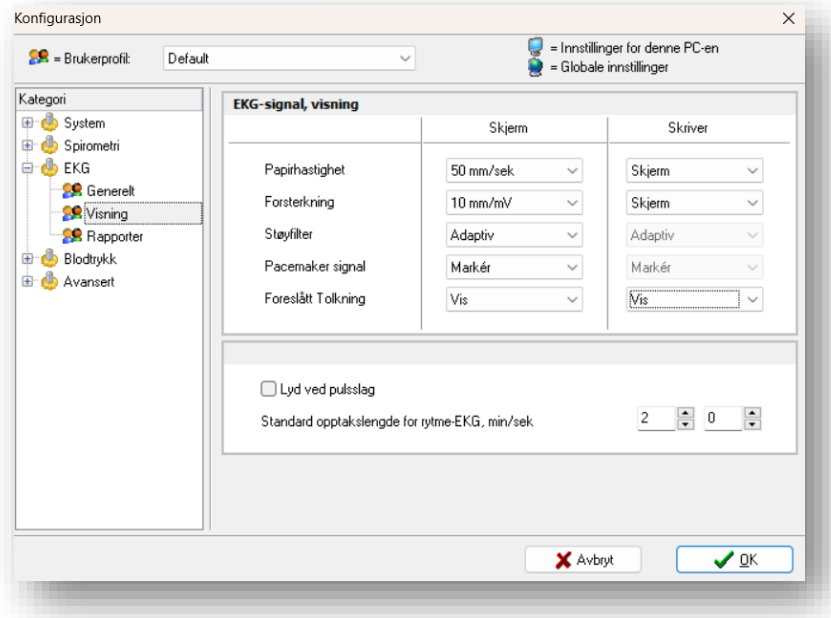 Konfigurasjon
= Brukerprofil: Default
= Innstillinger for denne PC-en
= Globale innstillinger
Kategori
System
Spirometri
EKG
Generelt
Visning
Rapporter
Blodtrykk
Avansert
EKG-signal, visning
Skjerm Skriver
Papirhastighet 50 mm/sek Skjerm
Forsterkning 10 mm/mV Skjerm
Støyfilter Adaptiv Adaptiv
Pacemaker signal Markér Markér
Foreslått Tolkning Vis Vis
Lyd ved pulsslag
Standard opptakslengde for rytme-EKG, min/sek 2 0
Avbryt OK